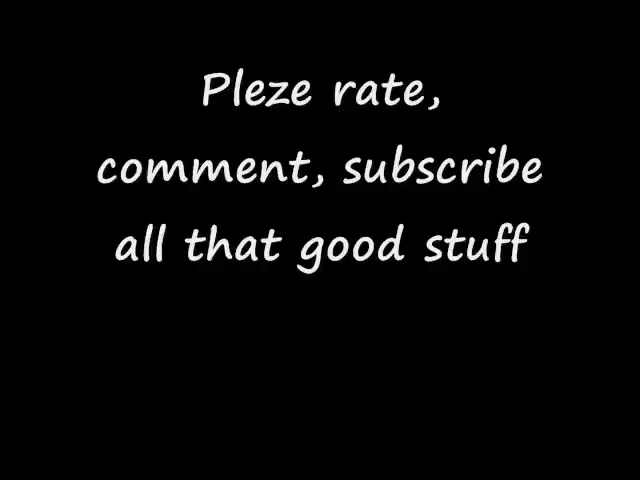 Pleze rate,
comment, subscribe
all that good stuff